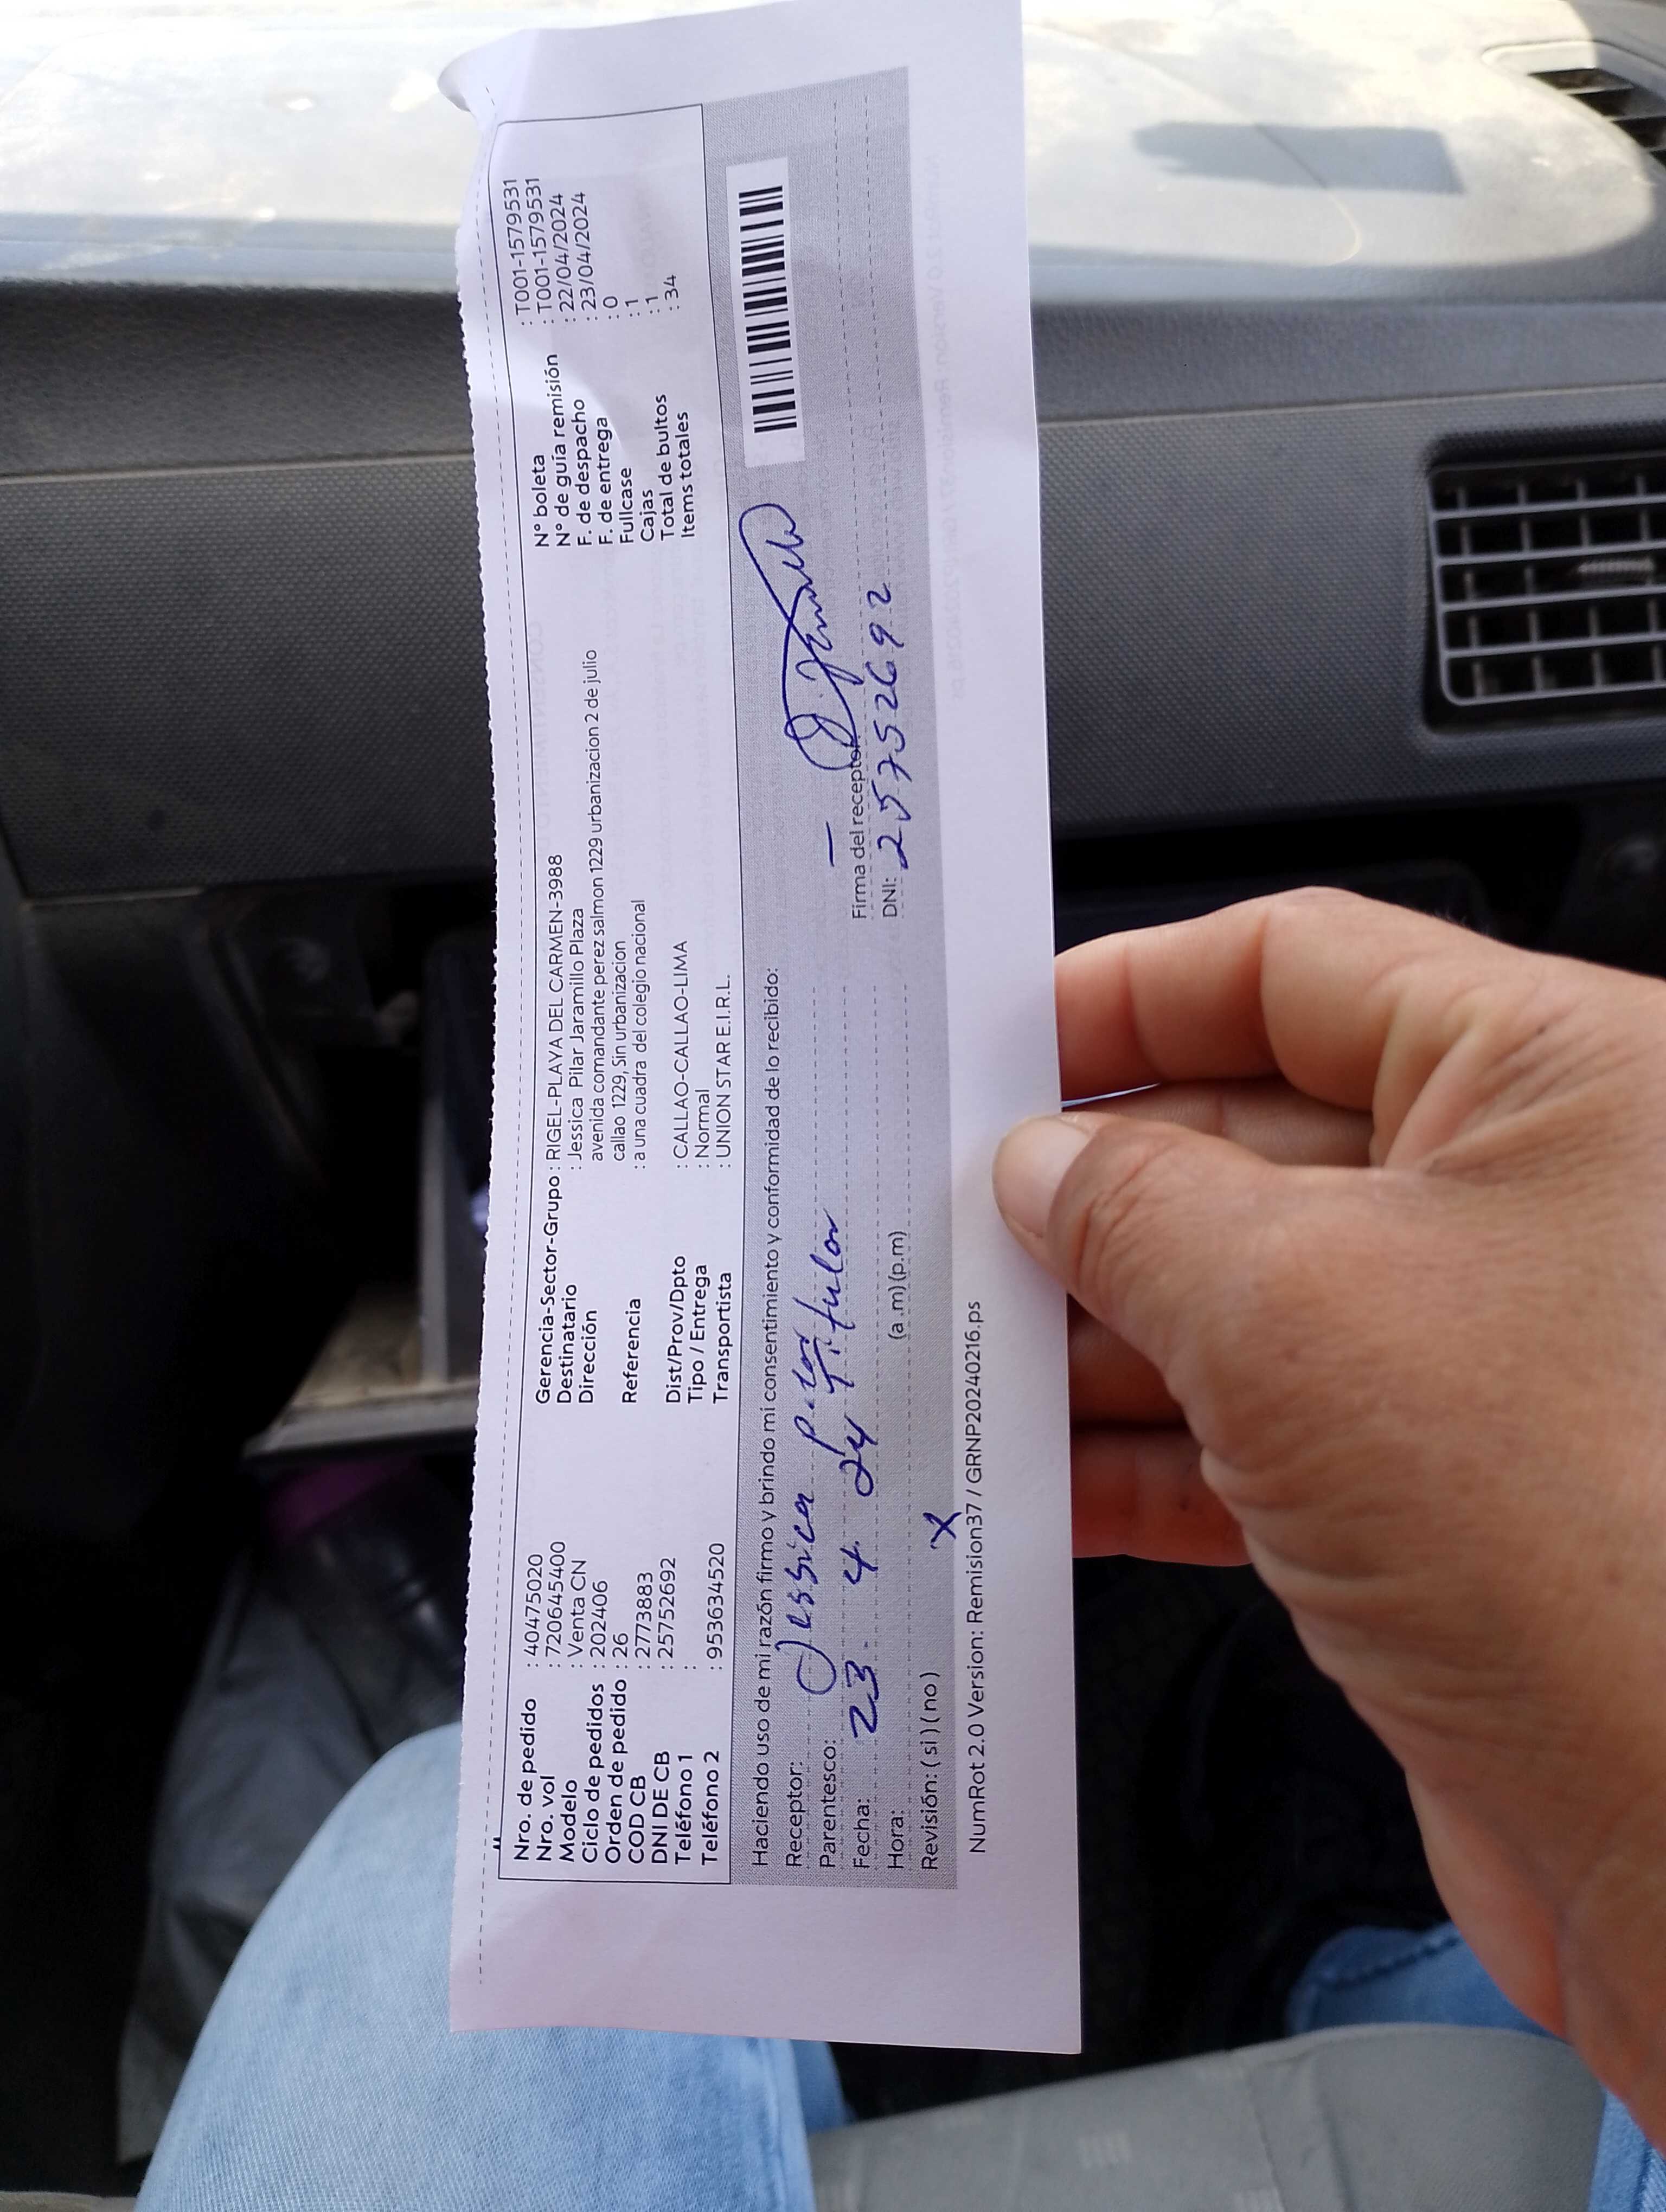 Nro. de pedido : 40475020
Nro. vol : 720645400
Modelo : Venta CN
Ciclo de pedidos : 202406
Orden de pedido : 26
COD CB : 2773883
DNI DE CB : 25752692
Teléfono 1 :
Teléfono 2 : 953634520
Gerencia-Sector-Grupo : RIGEL-PLAYA DEL CARMEN-3988
Destinatario : Jessica Pilar Jaramillo Plaza
Dirección avenida comandante perez salmon 1229 urbanizacion 2 de julio
callao 1229, Sin urbanizacion
Referencia : a una cuadra del colegio nacional
Dist/Prov/Dpto : CALLAO-CALLAO-LIMA
Tipo / Entrega : Normal
Transportista : UNION STAR E.I.R.L.
N° boleta : T001-1579531
N° de guía remisión : T001-1579531
F. de despacho : 22/04/2024
F. de entrega : 23/04/2024
Fullcase : 0
Cajas : 1
Total de bultos : 1
Items totales : 34
Haciendo uso de mi razón firmo y brindo mi consentimiento y conformidad de lo recibido:
Receptor: Jessica
Parentesco: Titular
Fecha: 23. 4. 24
Hora: (a .m) (p.m)
Revisión: ( si ) ( no ) X
Firma del receptor
DNI: 25752692
NumRot 2.0 Version: Remision37 / GRNP20240216.ps